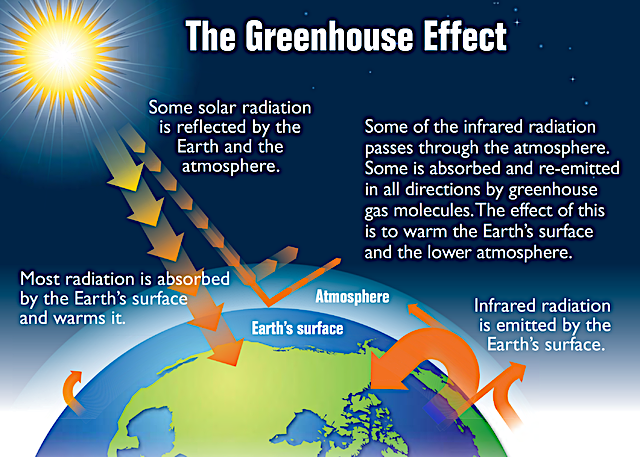 The Greenhouse Effect
Some solar radiation
is reflected by the
Earth and the
atmosphere.
Some of the infrared radiation
passes through the atmosphere.
Some is absorbed and re-emitted
in all directions by greenhouse
gas molecules. The effect of this
is to warm the Earth's surface
and the lower atmosphere.
Most radiation is absorbed
by the Earth's surface
and warms it.
Atmosphere
Earth's surface
Infrared radiation
is emitted by the
Earth's surface.